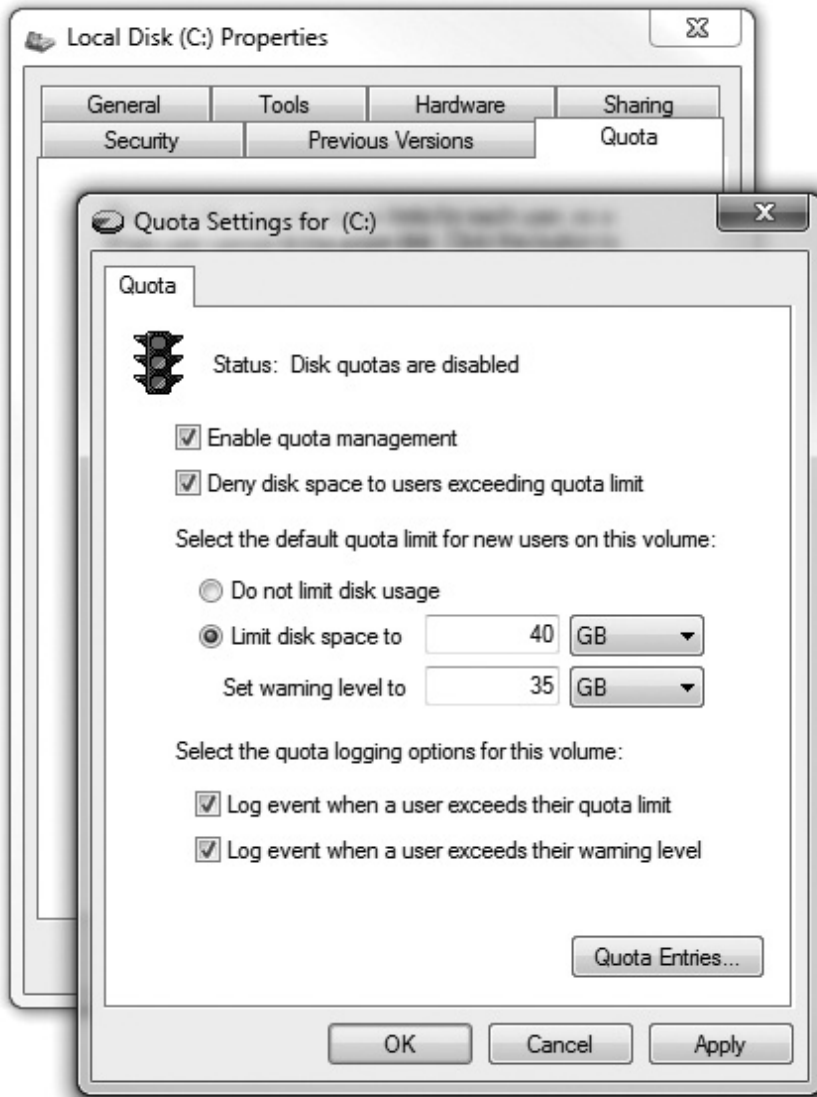 Local Disk (C:) Properties
General Tools Hardware Sharing
Security Previous Versions Quota
Quota Settings for (C:)
Quota
Status: Disk quotas are disabled
Enable quota management
Deny disk space to users exceeding quota limit
Select the default quota limit for new users on this volume:
Do not limit disk usage
Limit disk space to 40 GB
Set warning level to 35 GB
Select the quota logging options for this volume:
Log event when a user exceeds their quota limit
Log event when a user exceeds their warning level
Quota Entries...
OK Cancel Apply